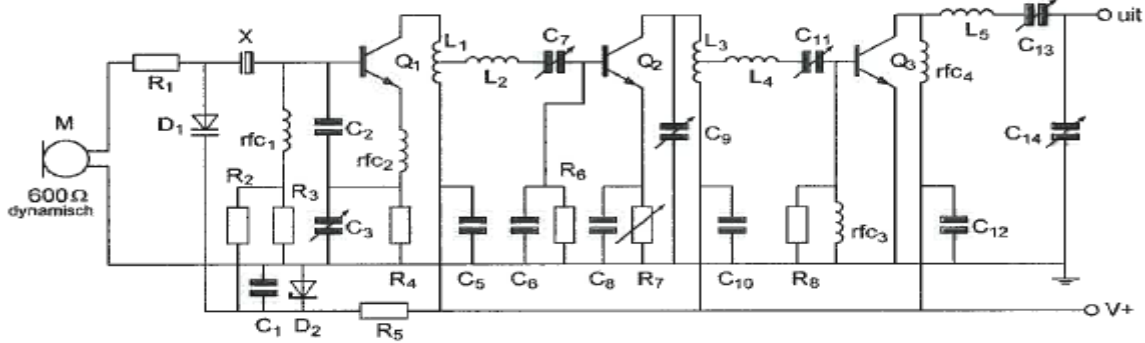 uit
L₅
C₁₃
X
L₁
C₇
L₃
C₁₁
R₁
Q₁
L₂
Q₂
L₄
Q₃
rfc₄
M
D₁
rfc₁
C₂
rfc₂
C₉
C₁₄
600 Ω
dynamisch
R₂
R₃
R₆
C₃
rfc₃
C₁₂
R₄
C₅
C₆
C₈
R₇
C₁₀
R₈
C₁
D₂
R₅
V+